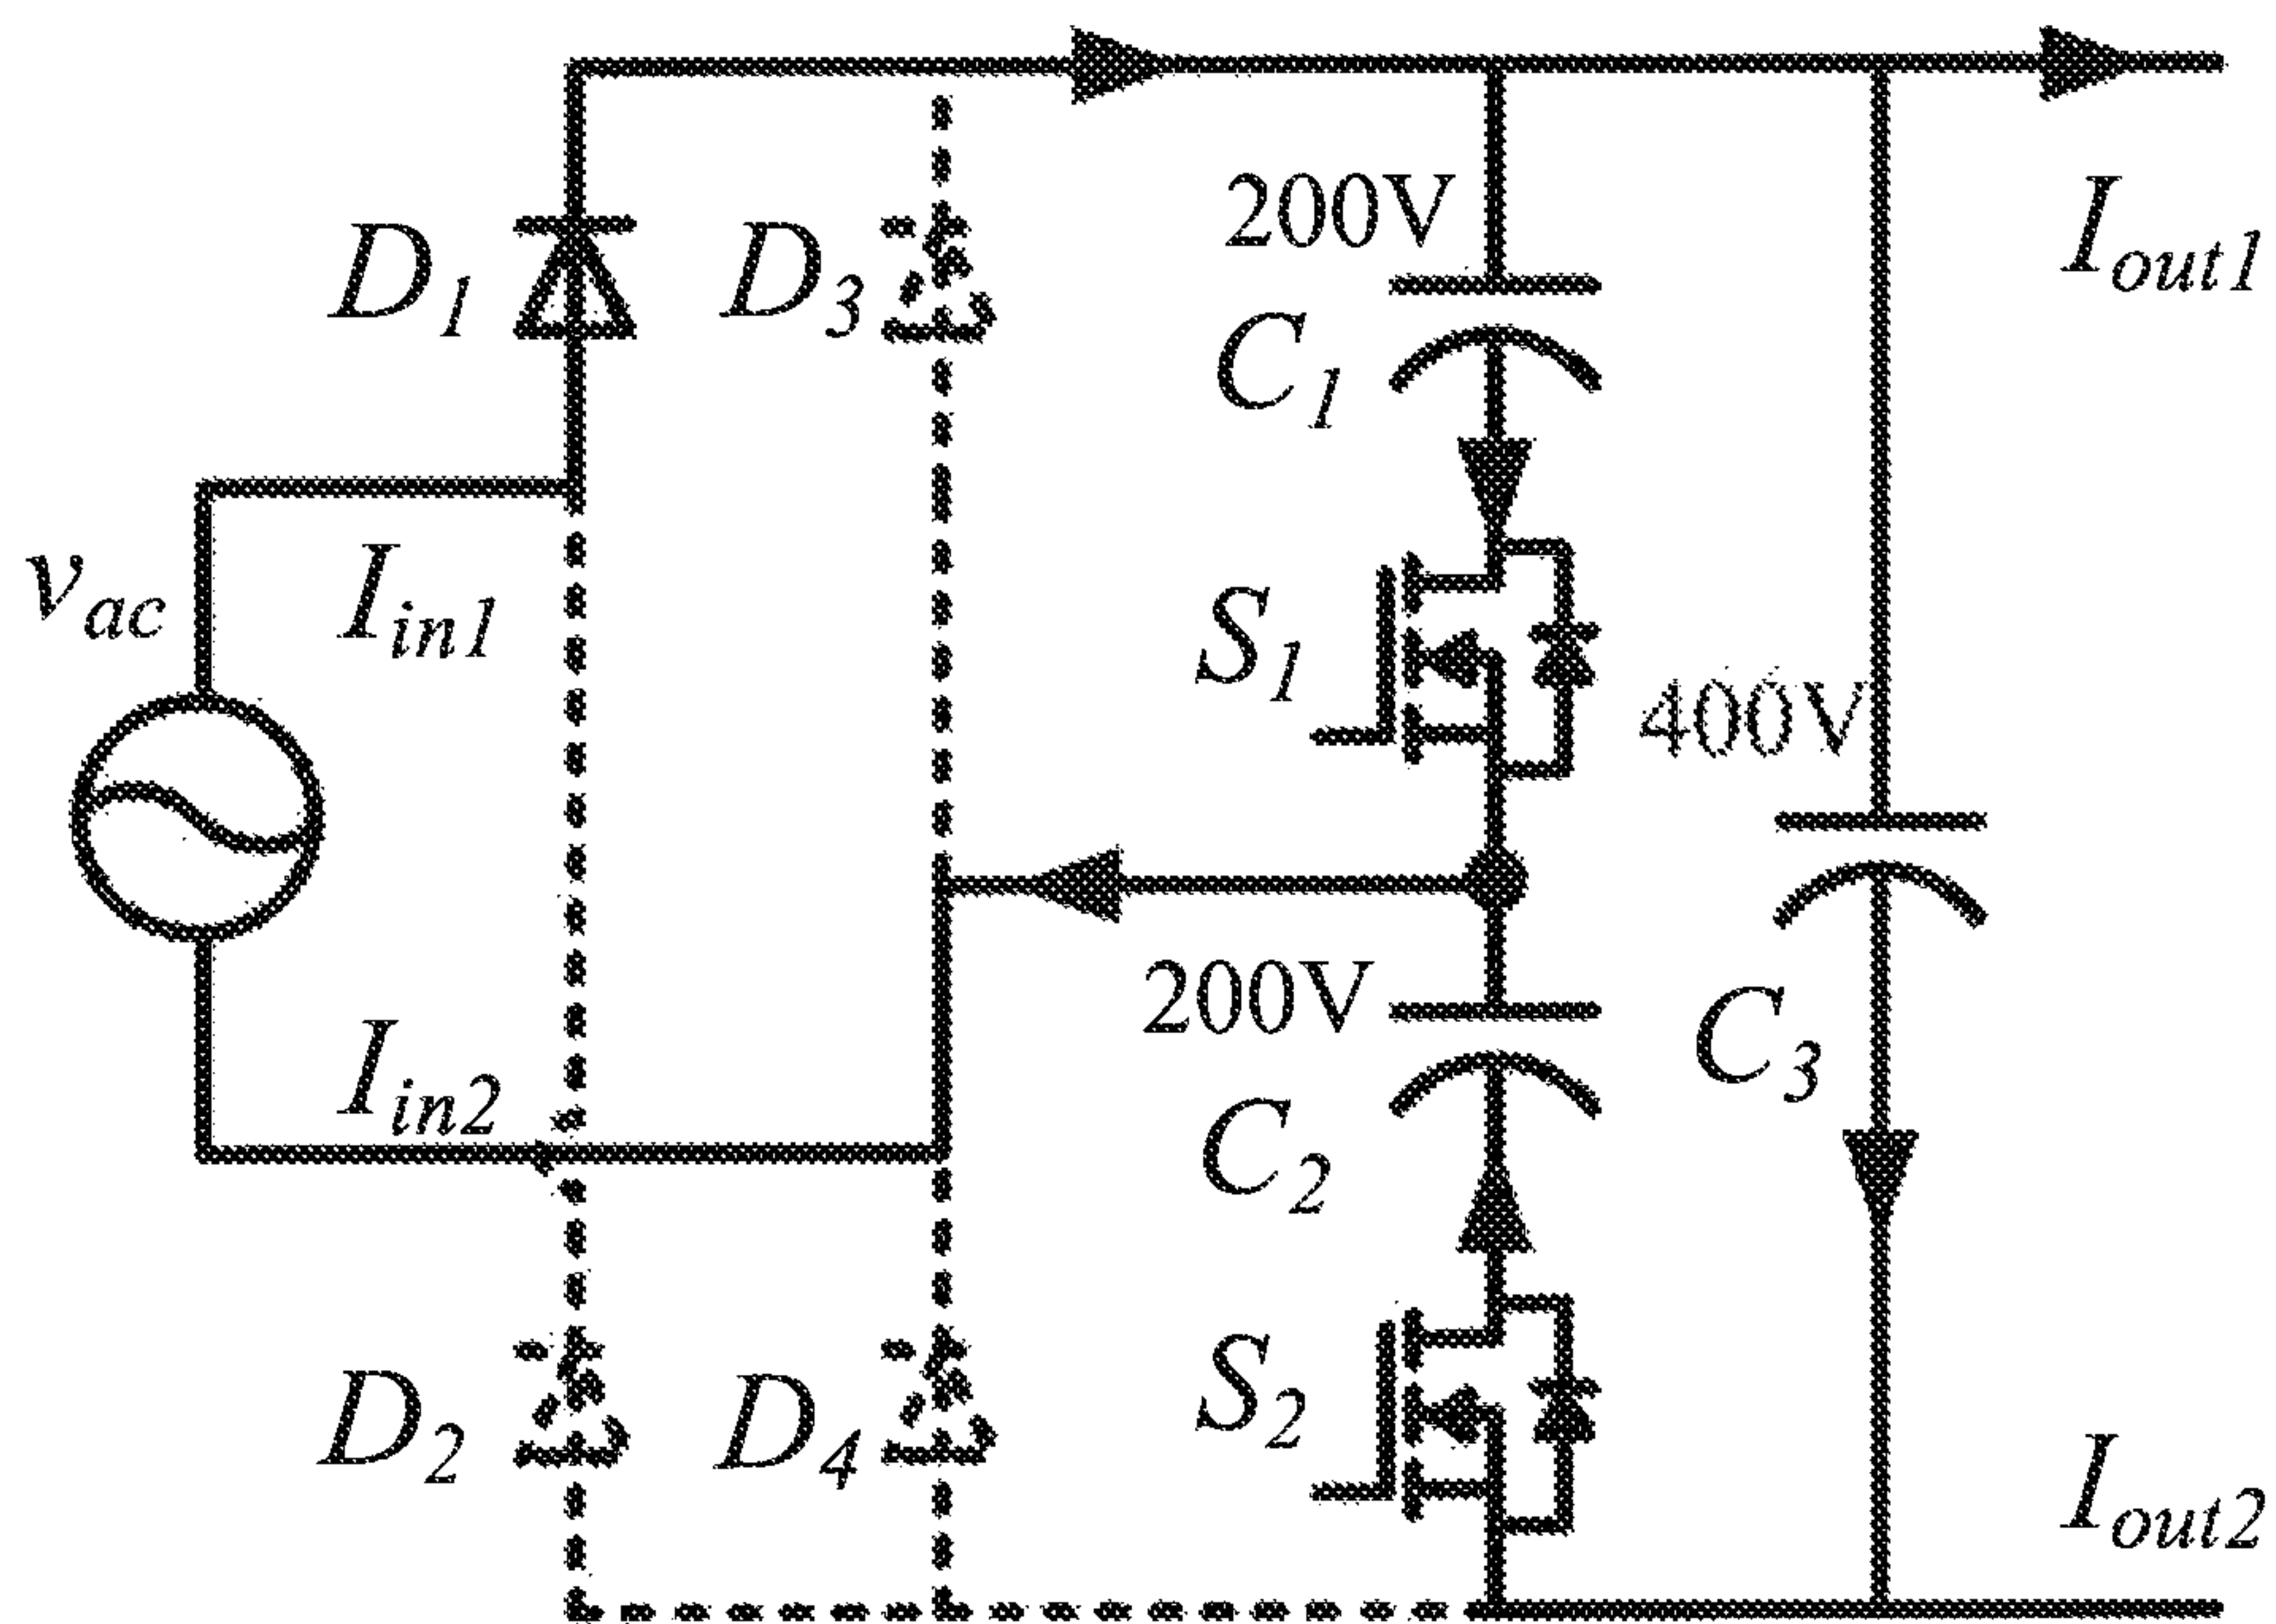 200V
I_out1
D_1
D_3
C_1
v_ac
I_in1
S_1
400V
200V
I_in2
C_2
C_3
D_2
D_4
S_2
I_out2